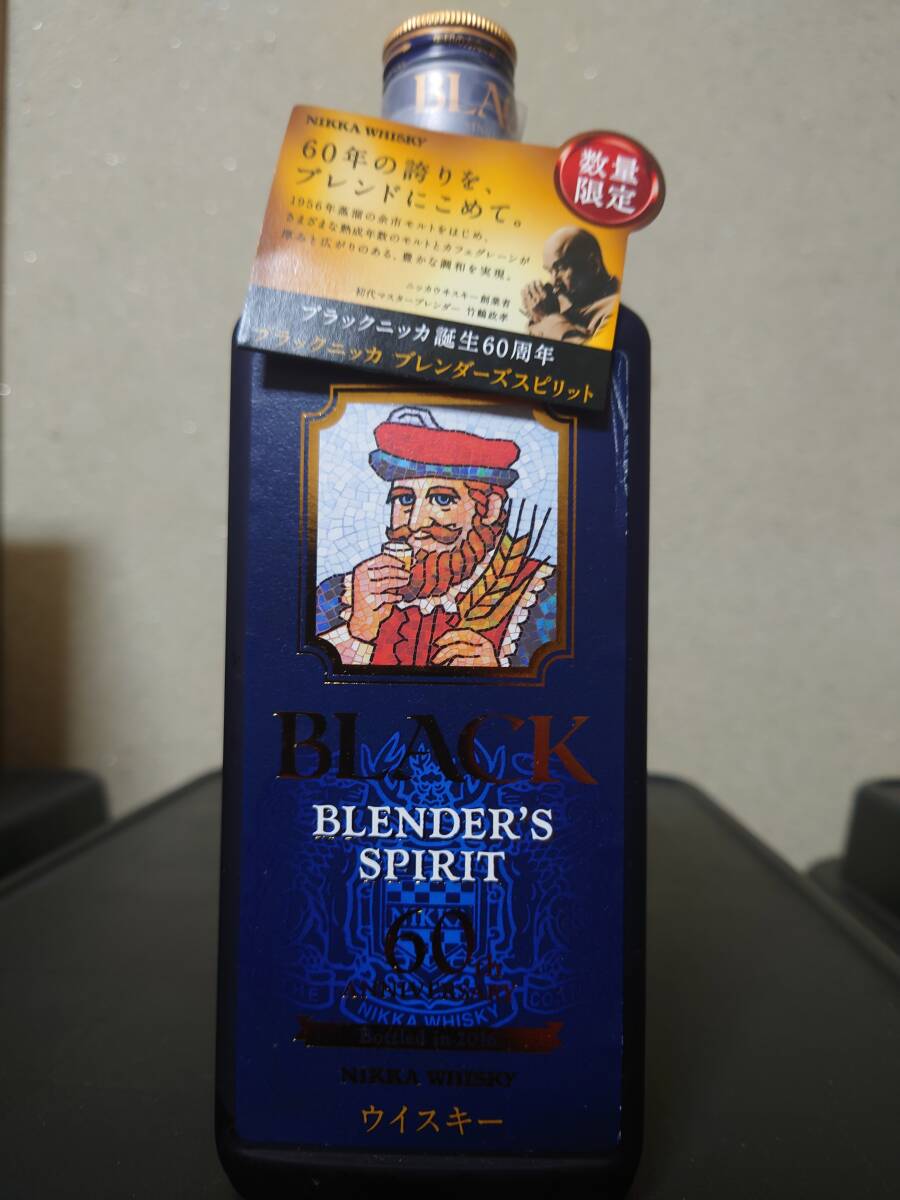 BLAC
NIKKA WHISKY
数量
限定
60年の誇りを、
ブレンドにこめて。
1956年蒸溜の余市モルトをはじめ、
さまざまな熟成年数のモルトとカフェグレーンが
厚みと広がりのある、豊かな調和を実現。
ニッカウヰスキー創業者
初代マスターブレンダー 竹鶴政孝
ブラックニッカ誕生60周年
ブラックニッカ ブレンダーズスピリット
BLACK
BLENDER'S
SPIRIT
NIKKA
60th
ANNIVERSARY
NIKKA WHISKY
Bottled in 2016
NIKKA WHISKY
ウイスキー